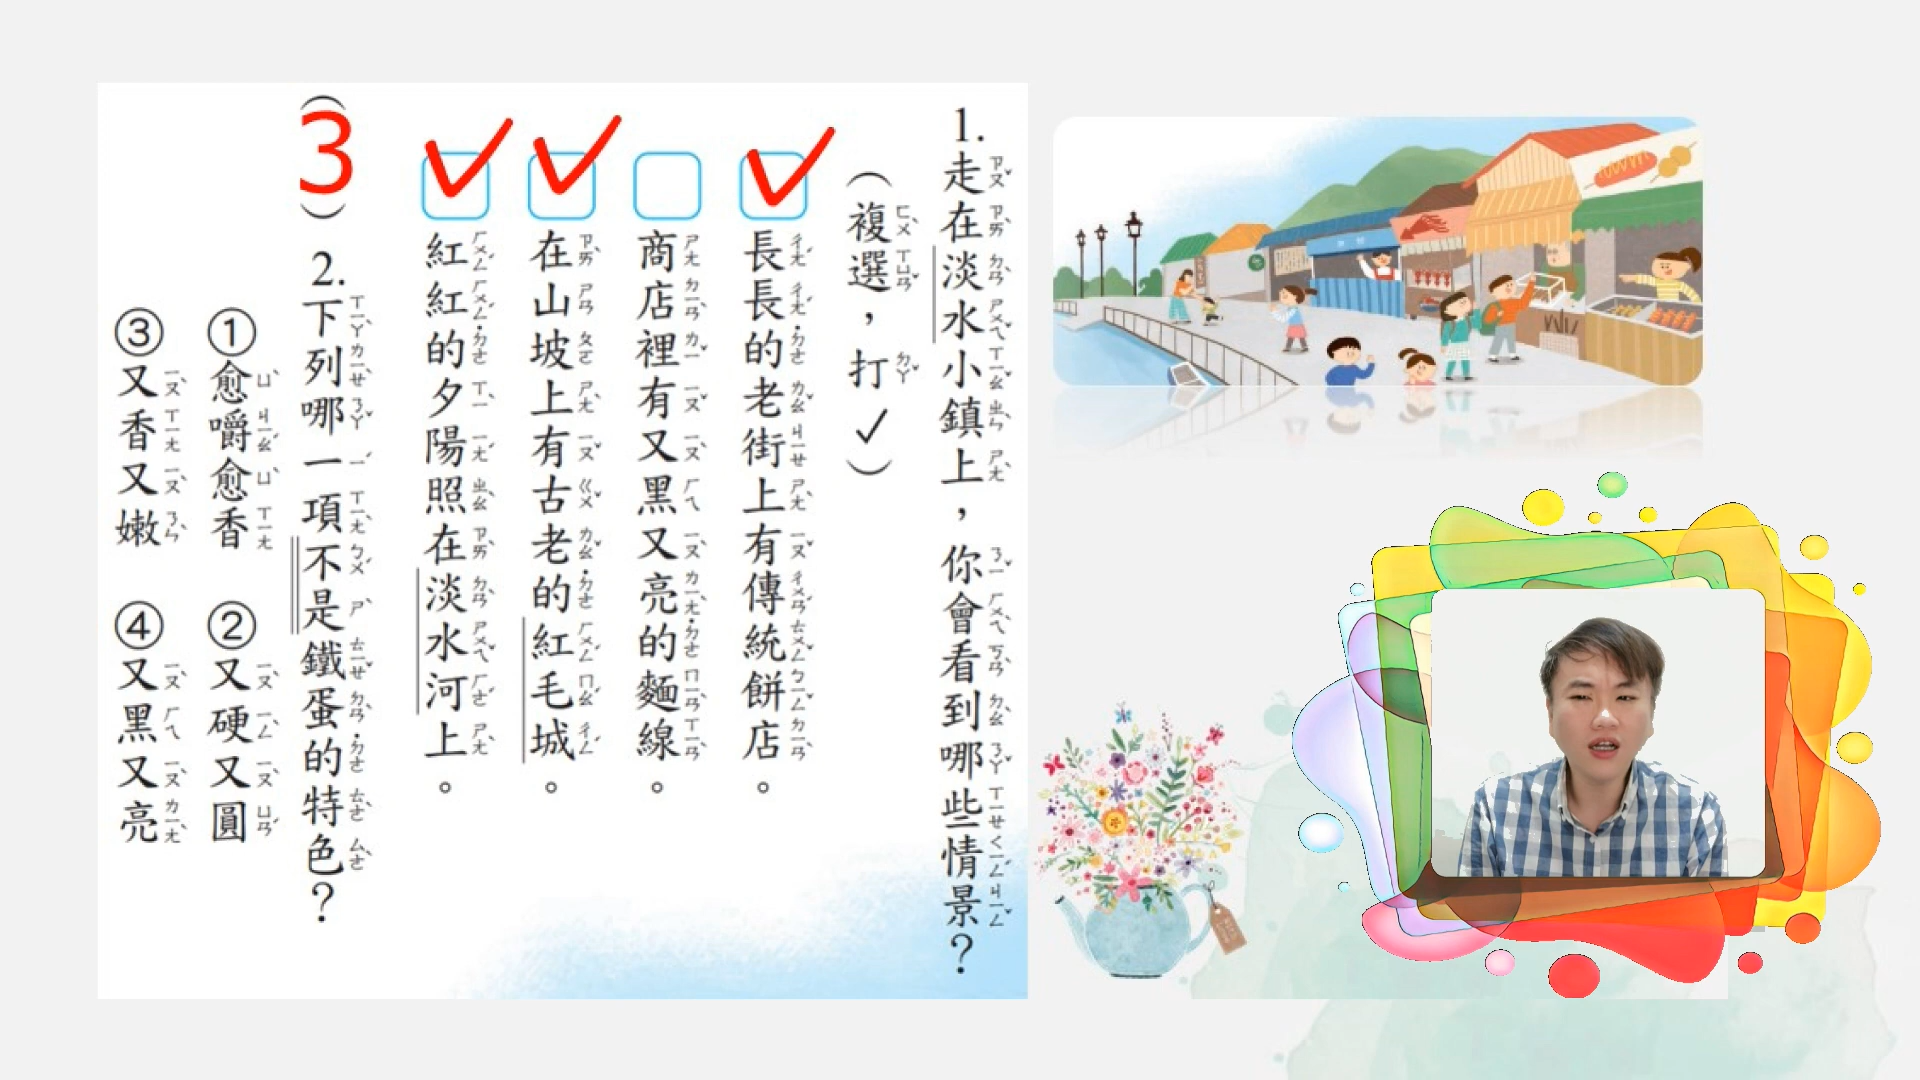 1.走在淡水小鎮上，你會看到哪些情景？
（複選，打✓）
✓長長的老街上有傳統餅店。
商店裡有又黑又亮的麵線。
✓在山坡上有古老的紅毛城。
✓紅紅的夕陽照在淡水河上。
（3）2.下列哪一項不是鐵蛋的特色？
①愈嚼愈香 ②又硬又圓
③又香又嫩 ④又黑又亮